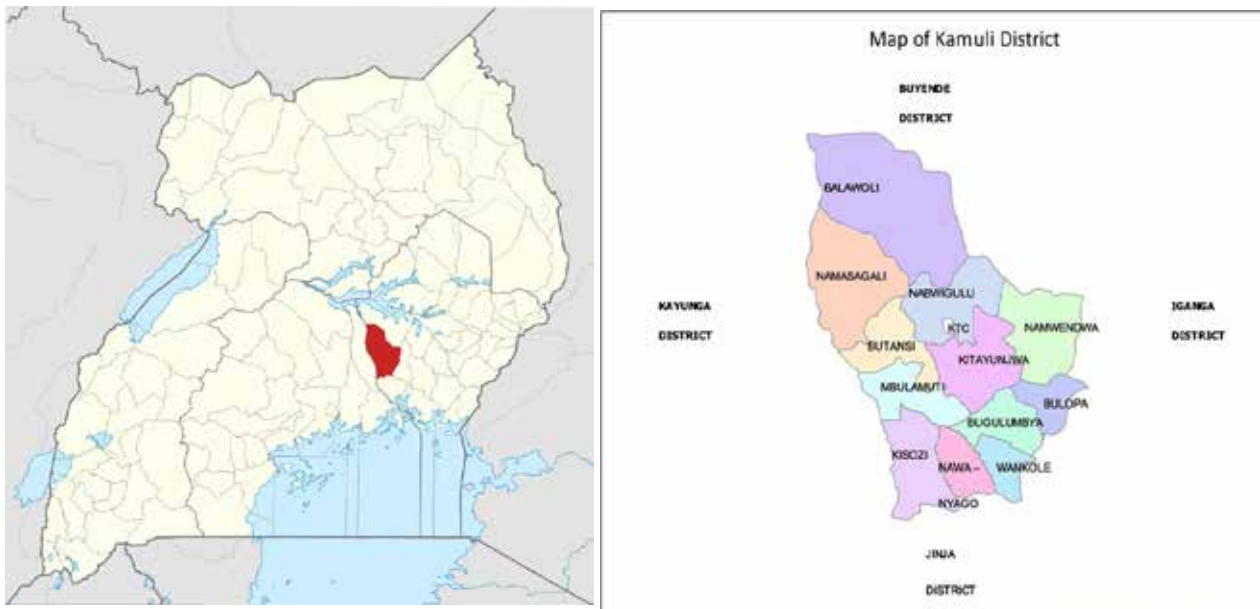 Map of Kamuli District
BUYENDE
DISTRICT
BALAWOLI
NAMASAGALI
NABWIGULU
KAYUNGA
DISTRICT
IGANGA
DISTRICT
KTC
NAMWENDWA
BUTANSI
KITAYUNJWA
MBULAMUTI
BULOPA
BUGULUMBYA
KISOZI
NAWA –
WANKOLE
NYAGO
JINJA
DISTRICT